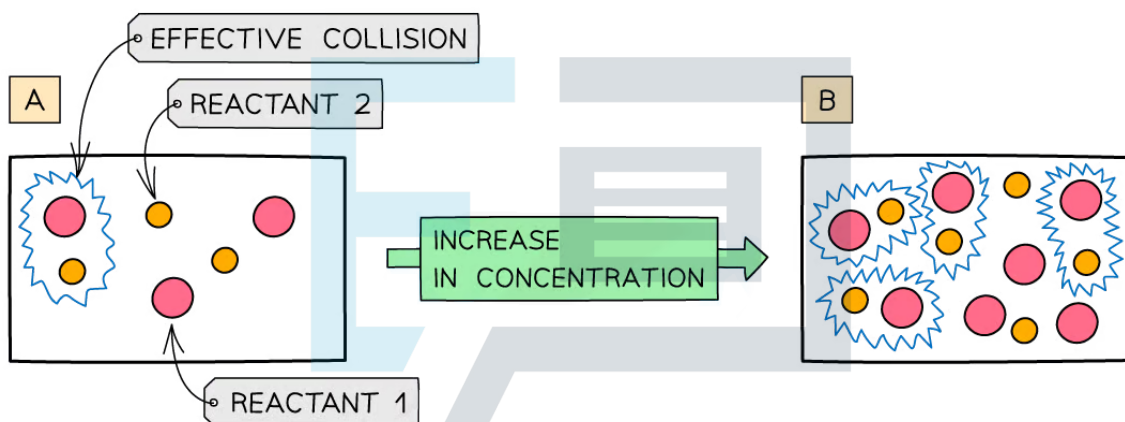 EFFECTIVE COLLISION
A
REACTANT 2
B
INCREASE
IN CONCENTRATION
REACTANT 1